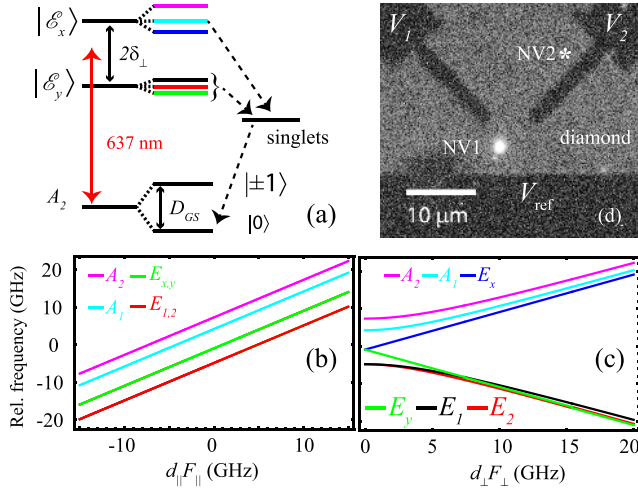 (a)
|ℰx⟩
2δ⊥
|ℰy⟩
637 nm
singlets
A2
DGS
|±1⟩
|0⟩
V1
V2
NV2 *
NV1
diamond
10 μm
Vref
(d)
Rel. frequency (GHz)
20
10
0
-10
-20
A2
Ex,y
A1
E1,2
(b)
-10
0
10
d||F|| (GHz)
A2
A1
Ex
(c)
Ey
E1
E2
0
5
10
15
20
d⊥F⊥ (GHz)